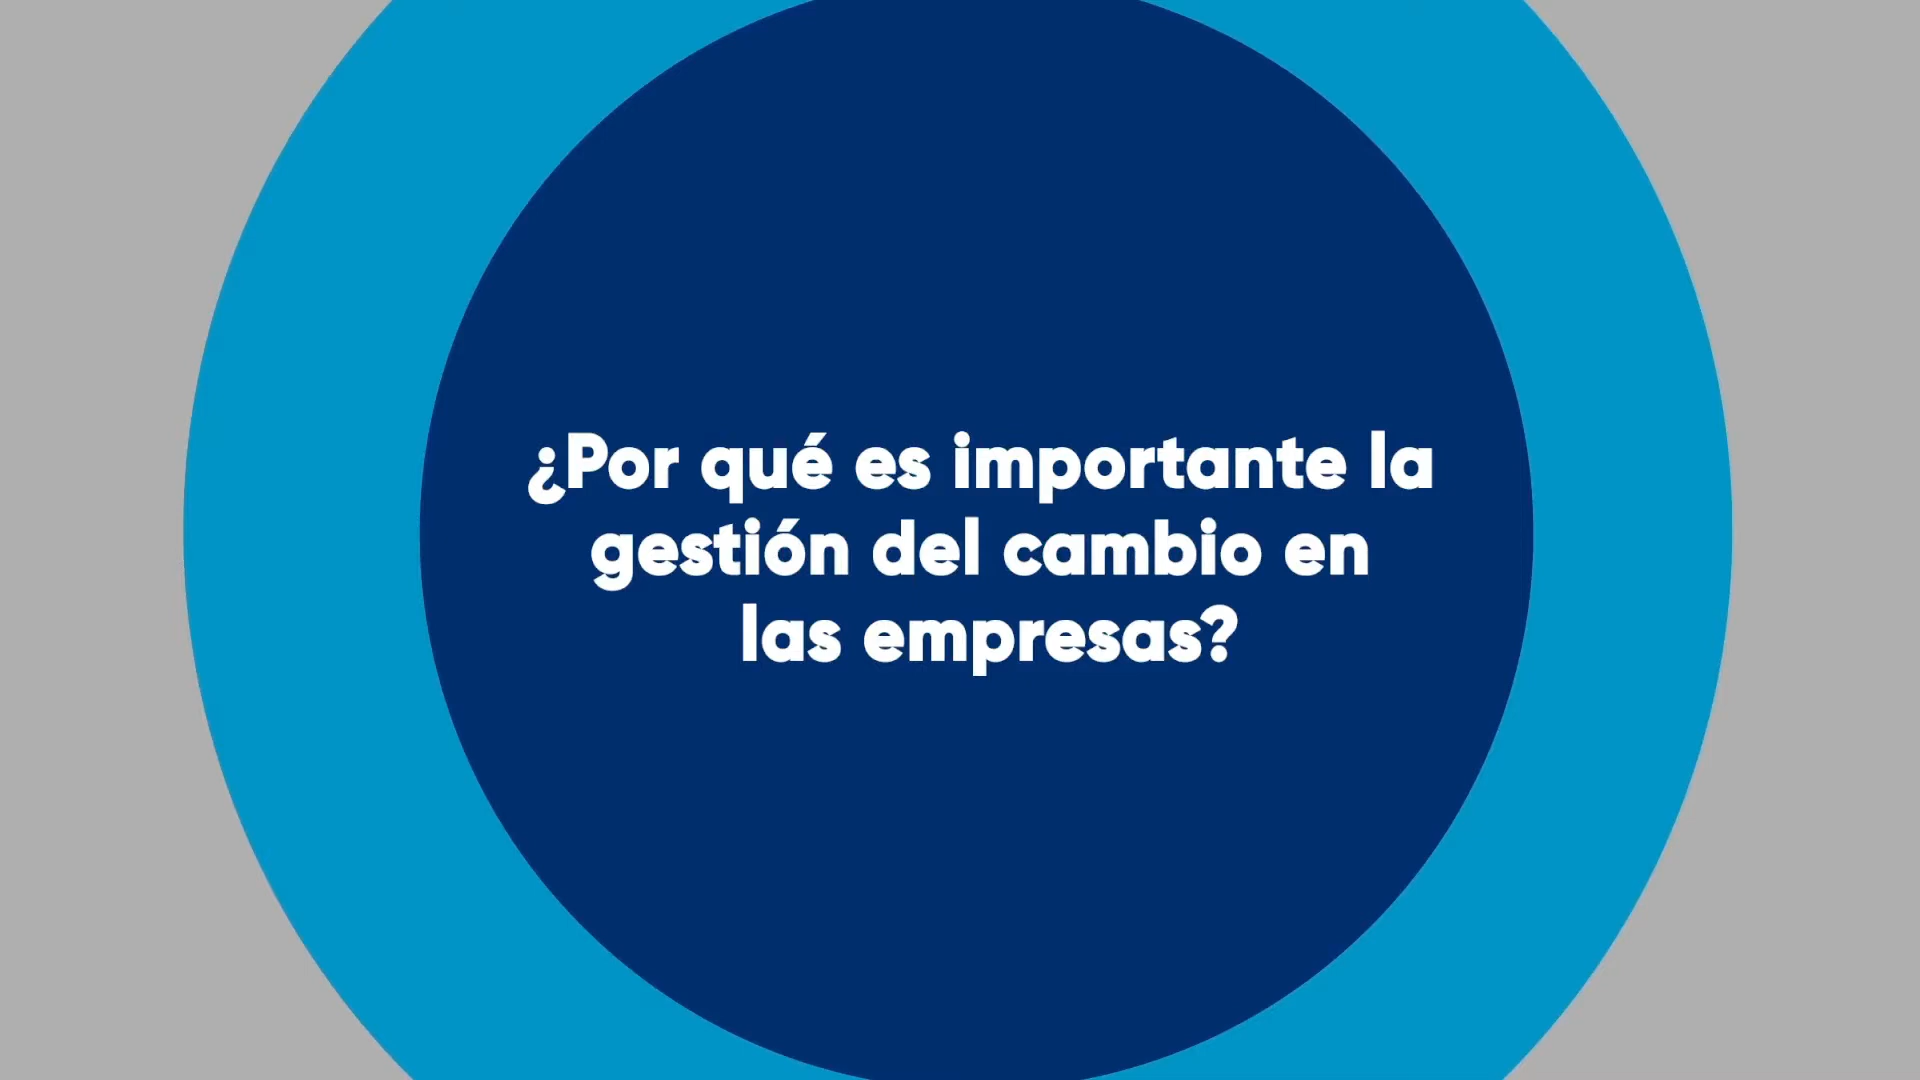 ¿Por qué es importante la
gestión del cambio en
las empresas?